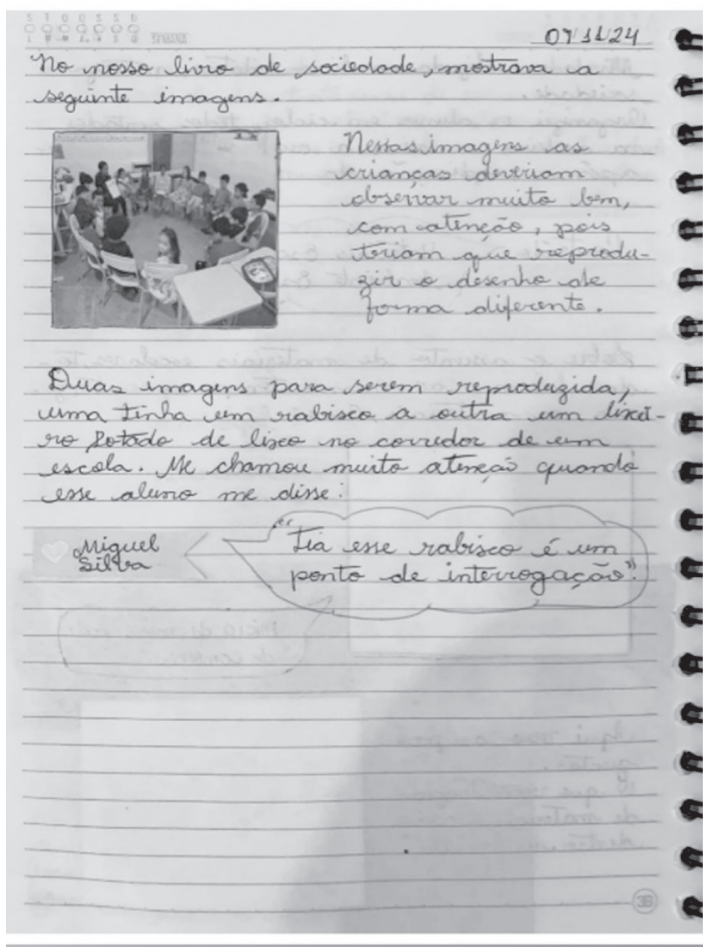 07 11 24
No nosso livro de sociedade, mostrava a
seguinte imagens.
Nessas imagens as
crianças deveriam
observar muito bem,
com atenção, pois
teriam que reprodu-
zir o desenho de
forma diferente.
Duas imagens para serem reproduzida,
uma tinha um rabisco a outra um lixei-
ro lotado de lixo no corredor de um
escola. Me chamou muito atenção quando
esse aluno me disse:
Miguel
Silva
"Tia esse rabisco é um
ponto de interrogação".
38